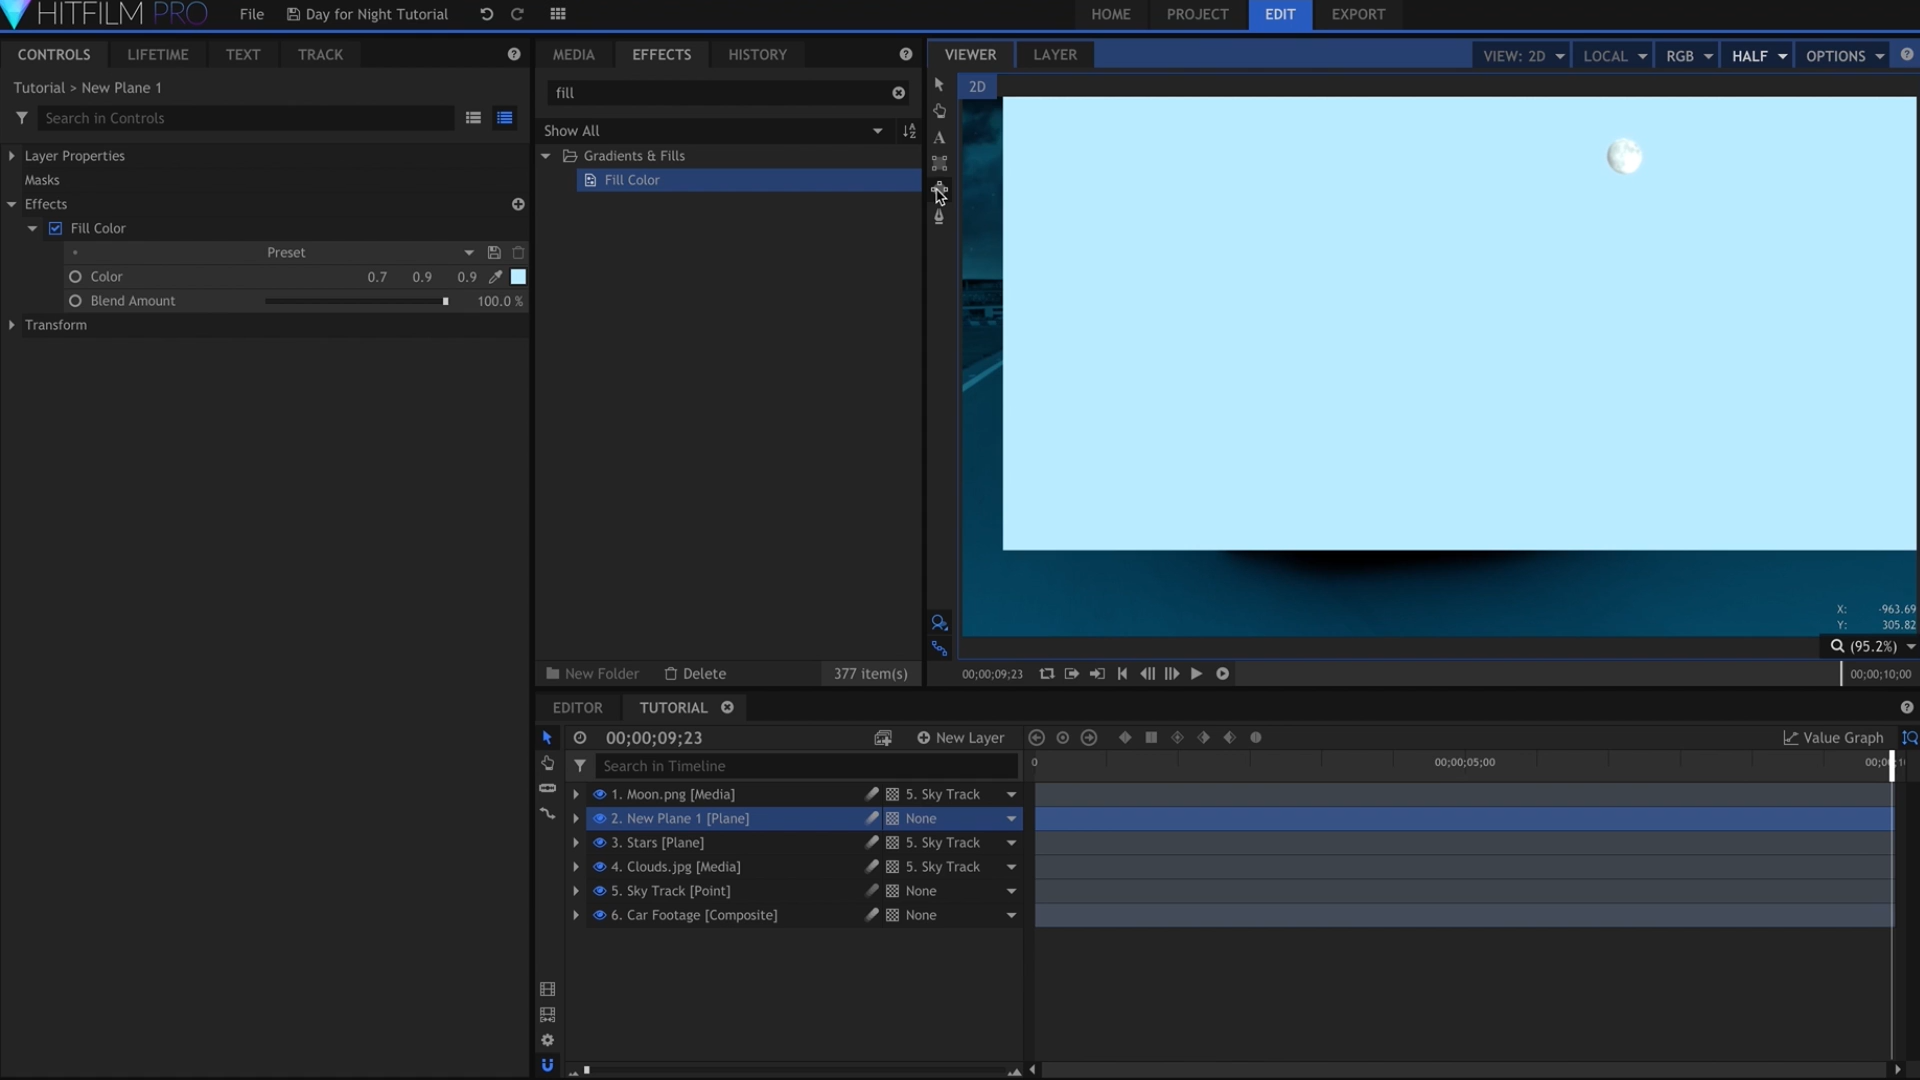 HITFILM PRO
File
Day for Night Tutorial
HOME
PROJECT
EDIT
EXPORT
CONTROLS
LIFETIME
TEXT
TRACK
MEDIA
EFFECTS
HISTORY
VIEWER
LAYER
VIEW: 2D
LOCAL
RGB
HALF
OPTIONS
Tutorial > New Plane 1
Search in Controls
Layer Properties
Masks
Effects
Fill Color
Preset
Color 0.7 0.9 0.9
Blend Amount 100.0 %
Transform
fill
Show All
Gradients & Fills
Fill Color
New Folder
Delete
377 item(s)
2D
X: -963.69
Y: 305.82
(95.2%)
00;00;09;23
00;00;10;00
EDITOR
TUTORIAL
00;00;09;23
New Layer
Value Graph
Search in Timeline
0
00;00;05;00
1. Moon.png [Media] 5. Sky Track
2. New Plane 1 [Plane] None
3. Stars [Plane] 5. Sky Track
4. Clouds.jpg [Media] 5. Sky Track
5. Sky Track [Point] None
6. Car Footage [Composite] None